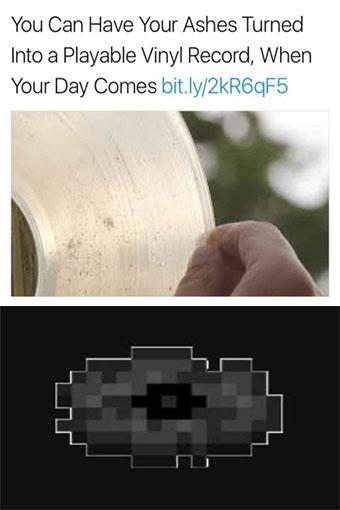 You Can Have Your Ashes Turned
Into a Playable Vinyl Record, When
Your Day Comes bit.ly/2kR6qF5